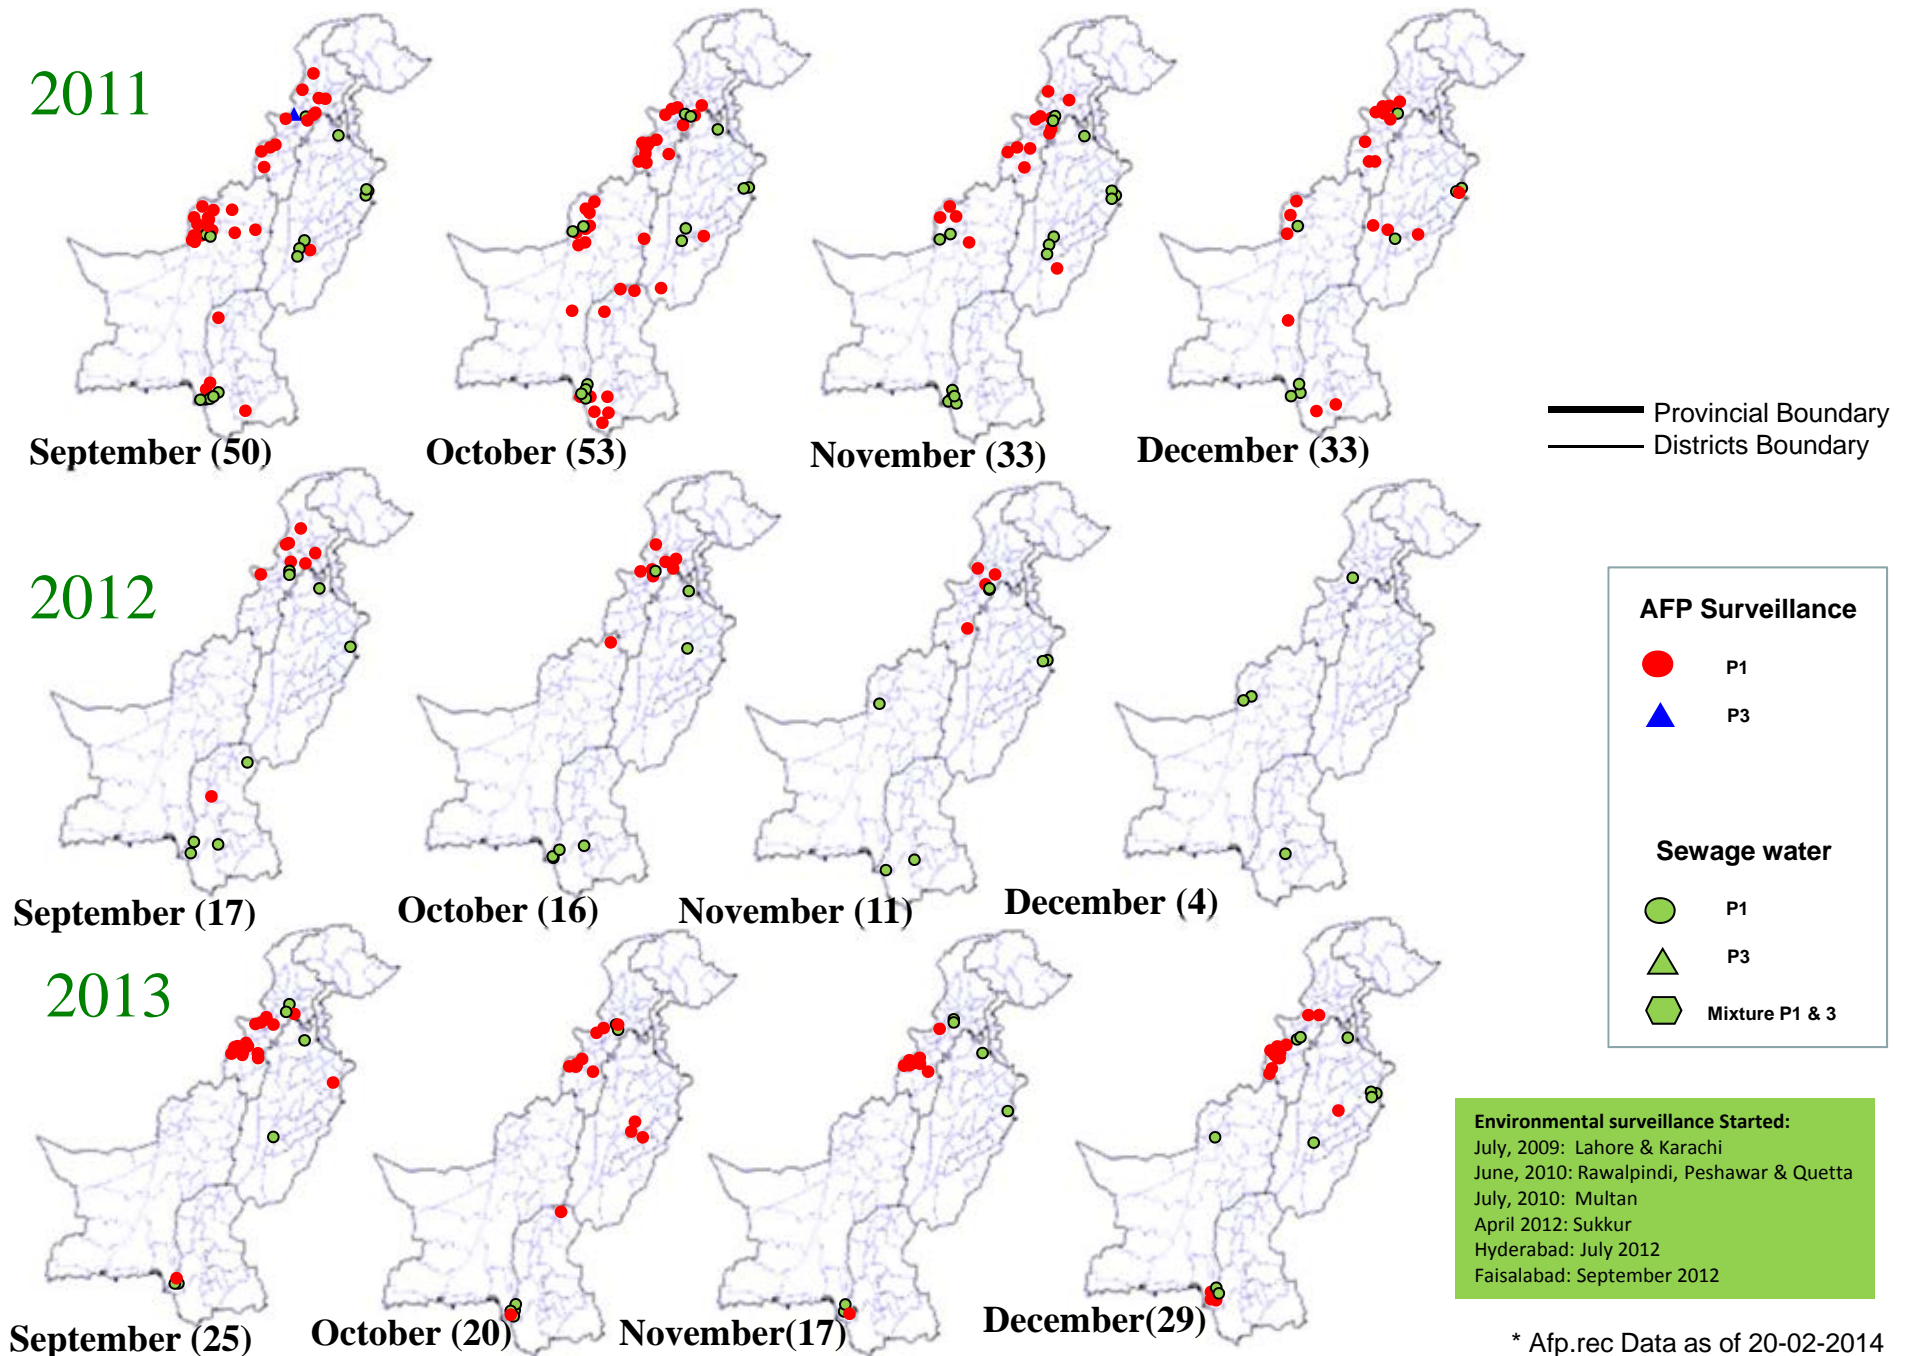 2011
September (50)
October (53)
November (33)
December (33)
Provincial Boundary
Districts Boundary
2012
September (17)
October (16)
November (11)
December (4)
AFP Surveillance
P1
P3
Sewage water
P1
P3
Mixture P1 & 3
2013
September (25)
October (20)
November(17)
December(29)
Environmental surveillance Started:
July, 2009: Lahore & Karachi
June, 2010: Rawalpindi, Peshawar & Quetta
July, 2010: Multan
April 2012: Sukkur
Hyderabad: July 2012
Faisalabad: September 2012
* Afp.rec Data as of 20-02-2014